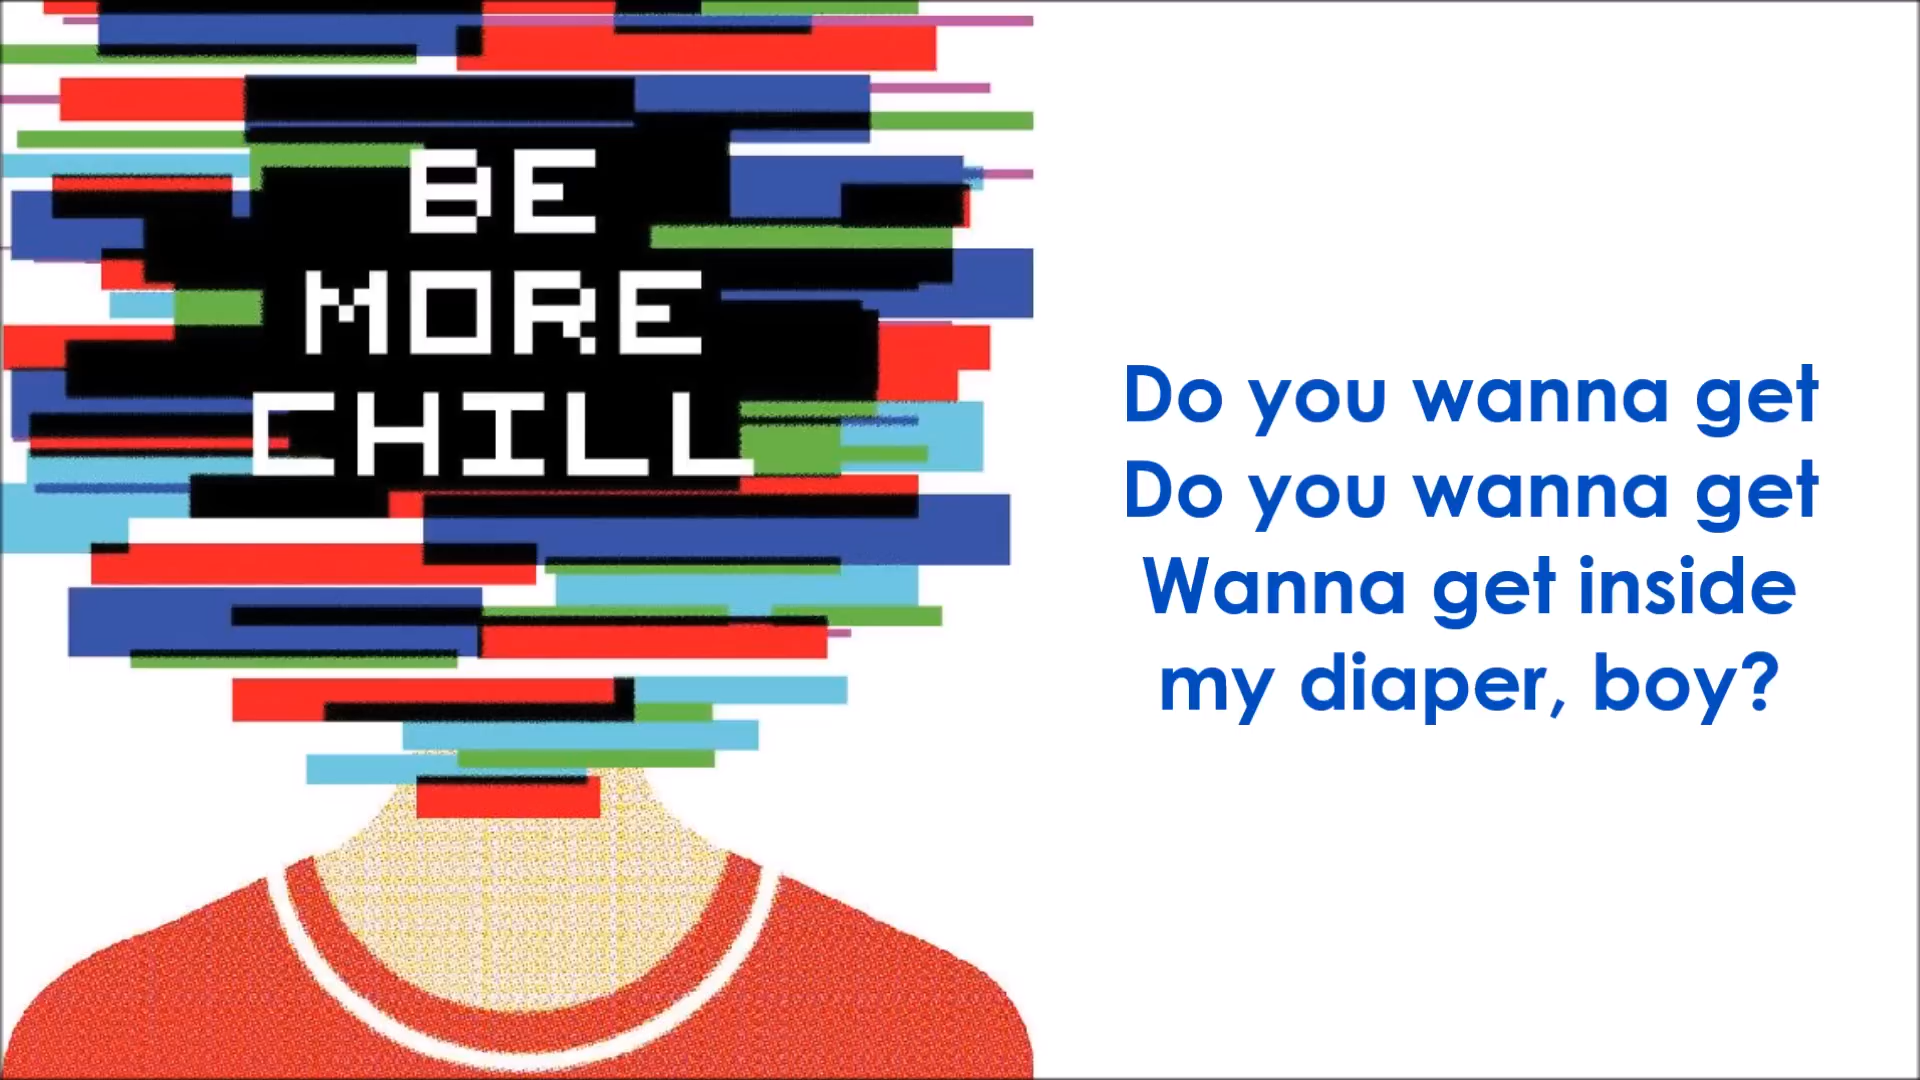 BE
MORE
CHILL
Do you wanna get
Do you wanna get
Wanna get inside
my diaper, boy?